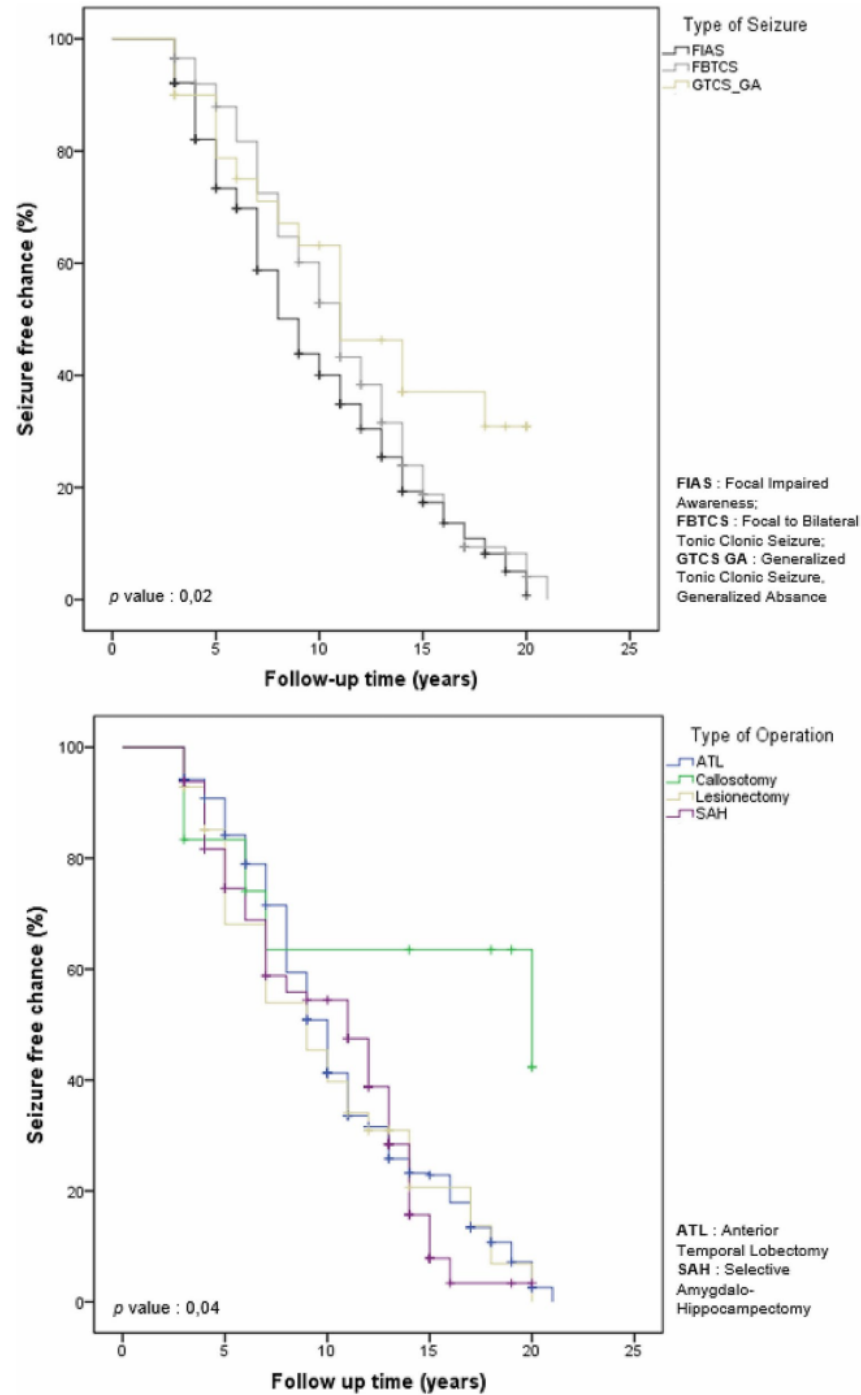 Type of Seizure
FIAS
FBTCS
GTCS_GA
100
80
60
40
20
0
Seizure free chance (%)
p value : 0,02
0
5
10
15
20
25
Follow-up time (years)
FIAS : Focal Impaired
Awareness;
FBTCS : Focal to Bilateral
Tonic Clonic Seizure;
GTCS GA : Generalized
Tonic Clonic Seizure,
Generalized Absance
Type of Operation
ATL
Callosotomy
Lesionectomy
SAH
100
80
60
40
20
0
Seizure free chance (%)
p value : 0,04
0
5
10
15
20
25
Follow up time (years)
ATL : Anterior
Temporal Lobectomy
SAH : Selective
Amygdalo-
Hippocampectomy